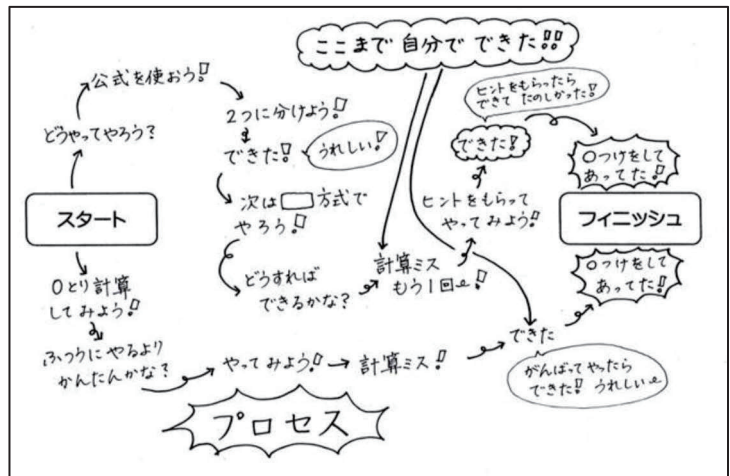 ここまで自分でできた!!
公式を使おう!
どうやってやろう?
2つに分けよう!
できた!
うれしい!
次は□方式で
やろう!
どうすれば
できるかな?
計算ミス
もう1回!
ヒントをもらって
やってみよう!
できた!
ヒントをもらったら
できて たのしかった!
〇つけをして
あってた!
スタート
フィニッシュ
0とり計算
してみよう!
ふつうにやるより
かんたんかな?
やってみよう!
計算ミス!
できた
がんばってやったら
できた! うれしい
〇つけをして
あってた!
プロセス